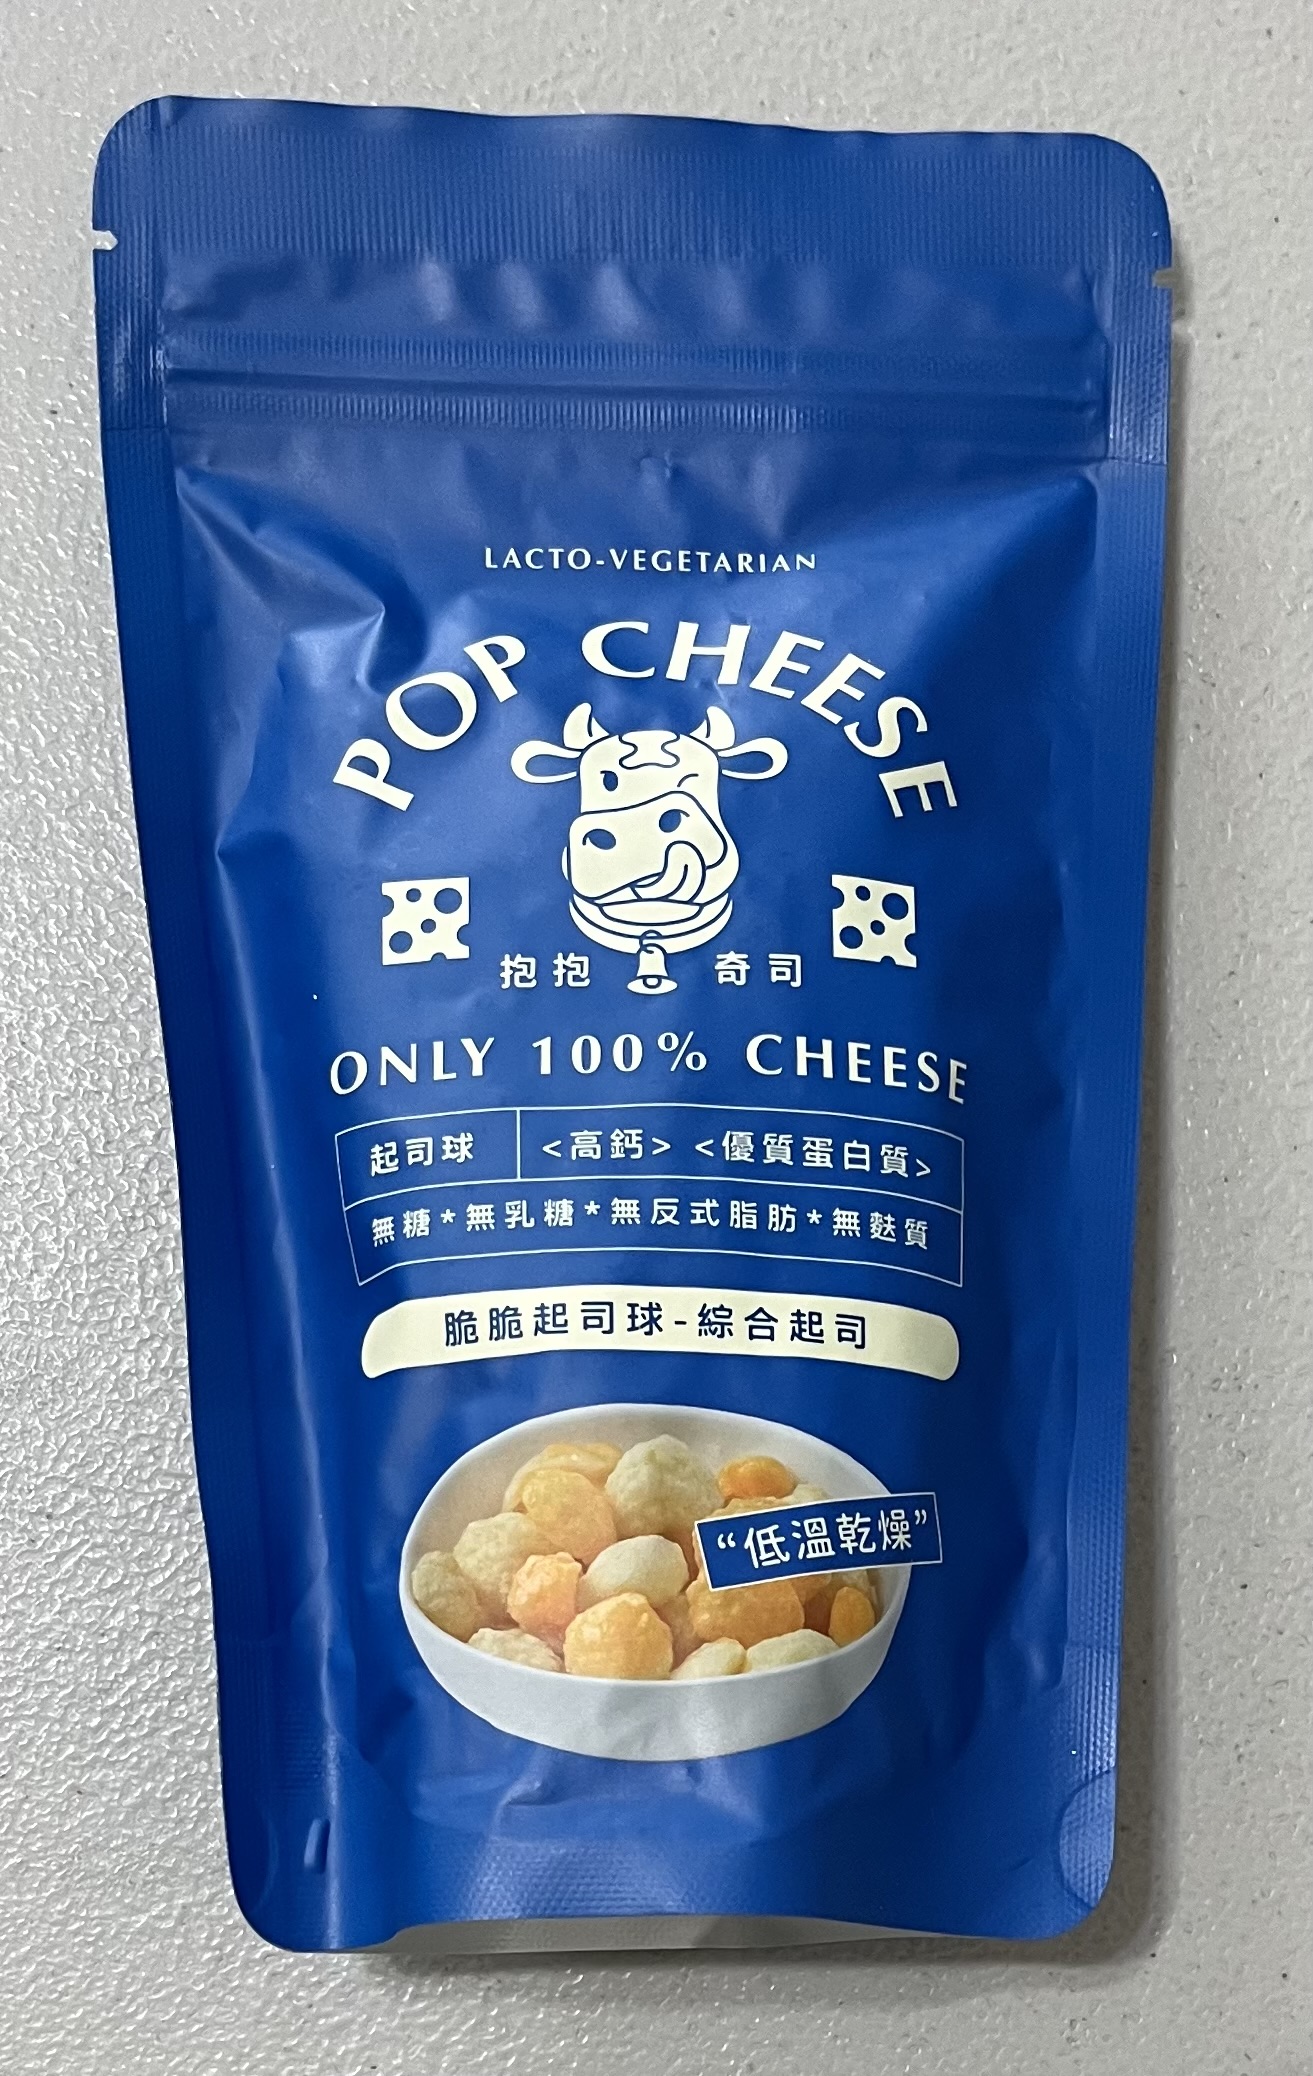 LACTO-VEGETARIAN
POP CHEESE
抱抱 奇司
ONLY 100% CHEESE
起司球 <高鈣> <優質蛋白質>
無糖*無乳糖*無反式脂肪*無麩質
脆脆起司球-綜合起司
“低溫乾燥”